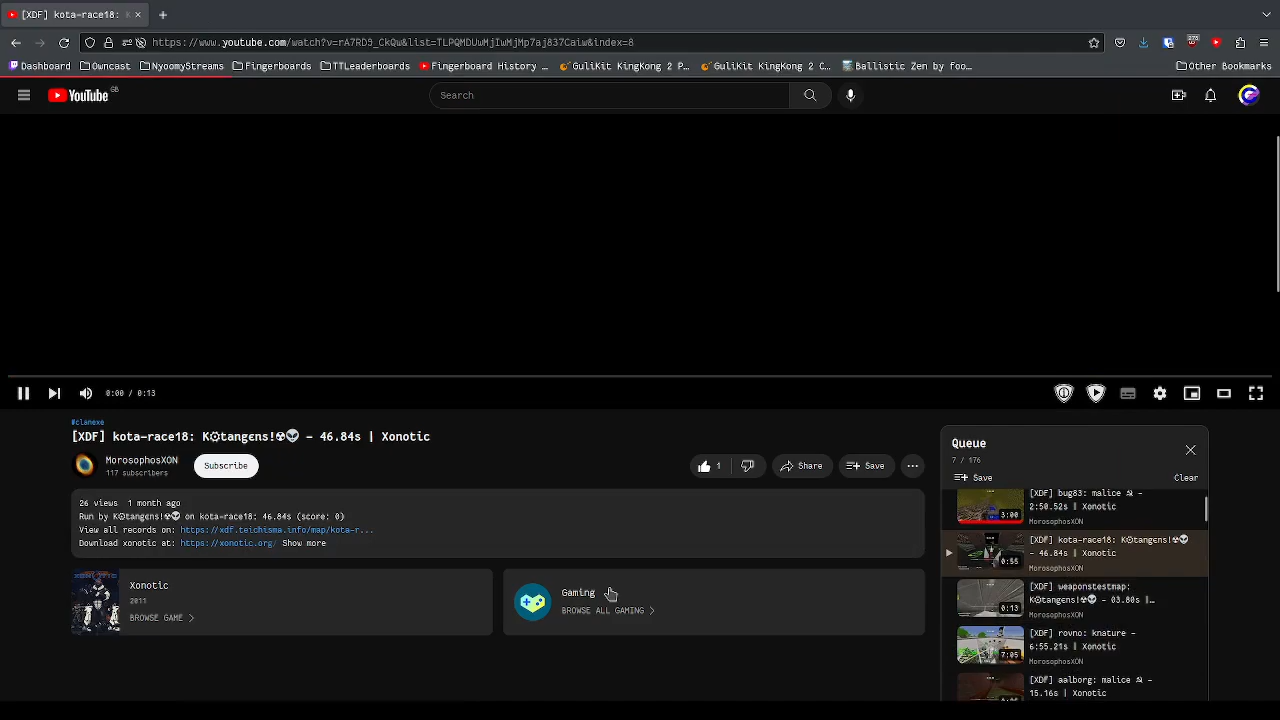 [XDF] kota-race18: K
https://www.youtube.com/watch?v=rA7RD9_CkQw&list=TLPQMDUwMjIwMjMp7aj837Caiw&index=8
Dashboard
Owncast
NyoomyStreams
Fingerboards
TTLeaderboards
Fingerboard History …
GuliKit KingKong 2 P…
GuliKit KingKong 2 C…
Ballistic Zen by foo…
Other Bookmarks
YouTube GB
Search
0:00 / 0:13
#clanexe
[XDF] kota-race18: K⚙tangens!☢👽 – 46.84s | Xonotic
MorosophosXON
117 subscribers
Subscribe
1
Share
Save
26 views 1 month ago
Run by K⚙tangens!☢👽 on kota-race18: 46.84s (score: 0)
View all records on: https://xdf.teichisma.info/map/kota-r...
Download xonotic at: https://xonotic.org/ Show more
Xonotic
2011
BROWSE GAME
Gaming
BROWSE ALL GAMING
Queue
7 / 176
Save
Clear
[XDF] bug83: malice ☠ –
2:50.52s | Xonotic
MorosophosXON
3:00
[XDF] kota-race18: K⚙tangens!☢👽
– 46.84s | Xonotic
MorosophosXON
0:55
[XDF] weaponstestmap:
K⚙tangens!☢👽 – 03.80s |…
MorosophosXON
0:13
[XDF] rovno: knature –
6:55.21s | Xonotic
MorosophosXON
7:05
[XDF] aalborg: malice ☠ –
15.16s | Xonotic